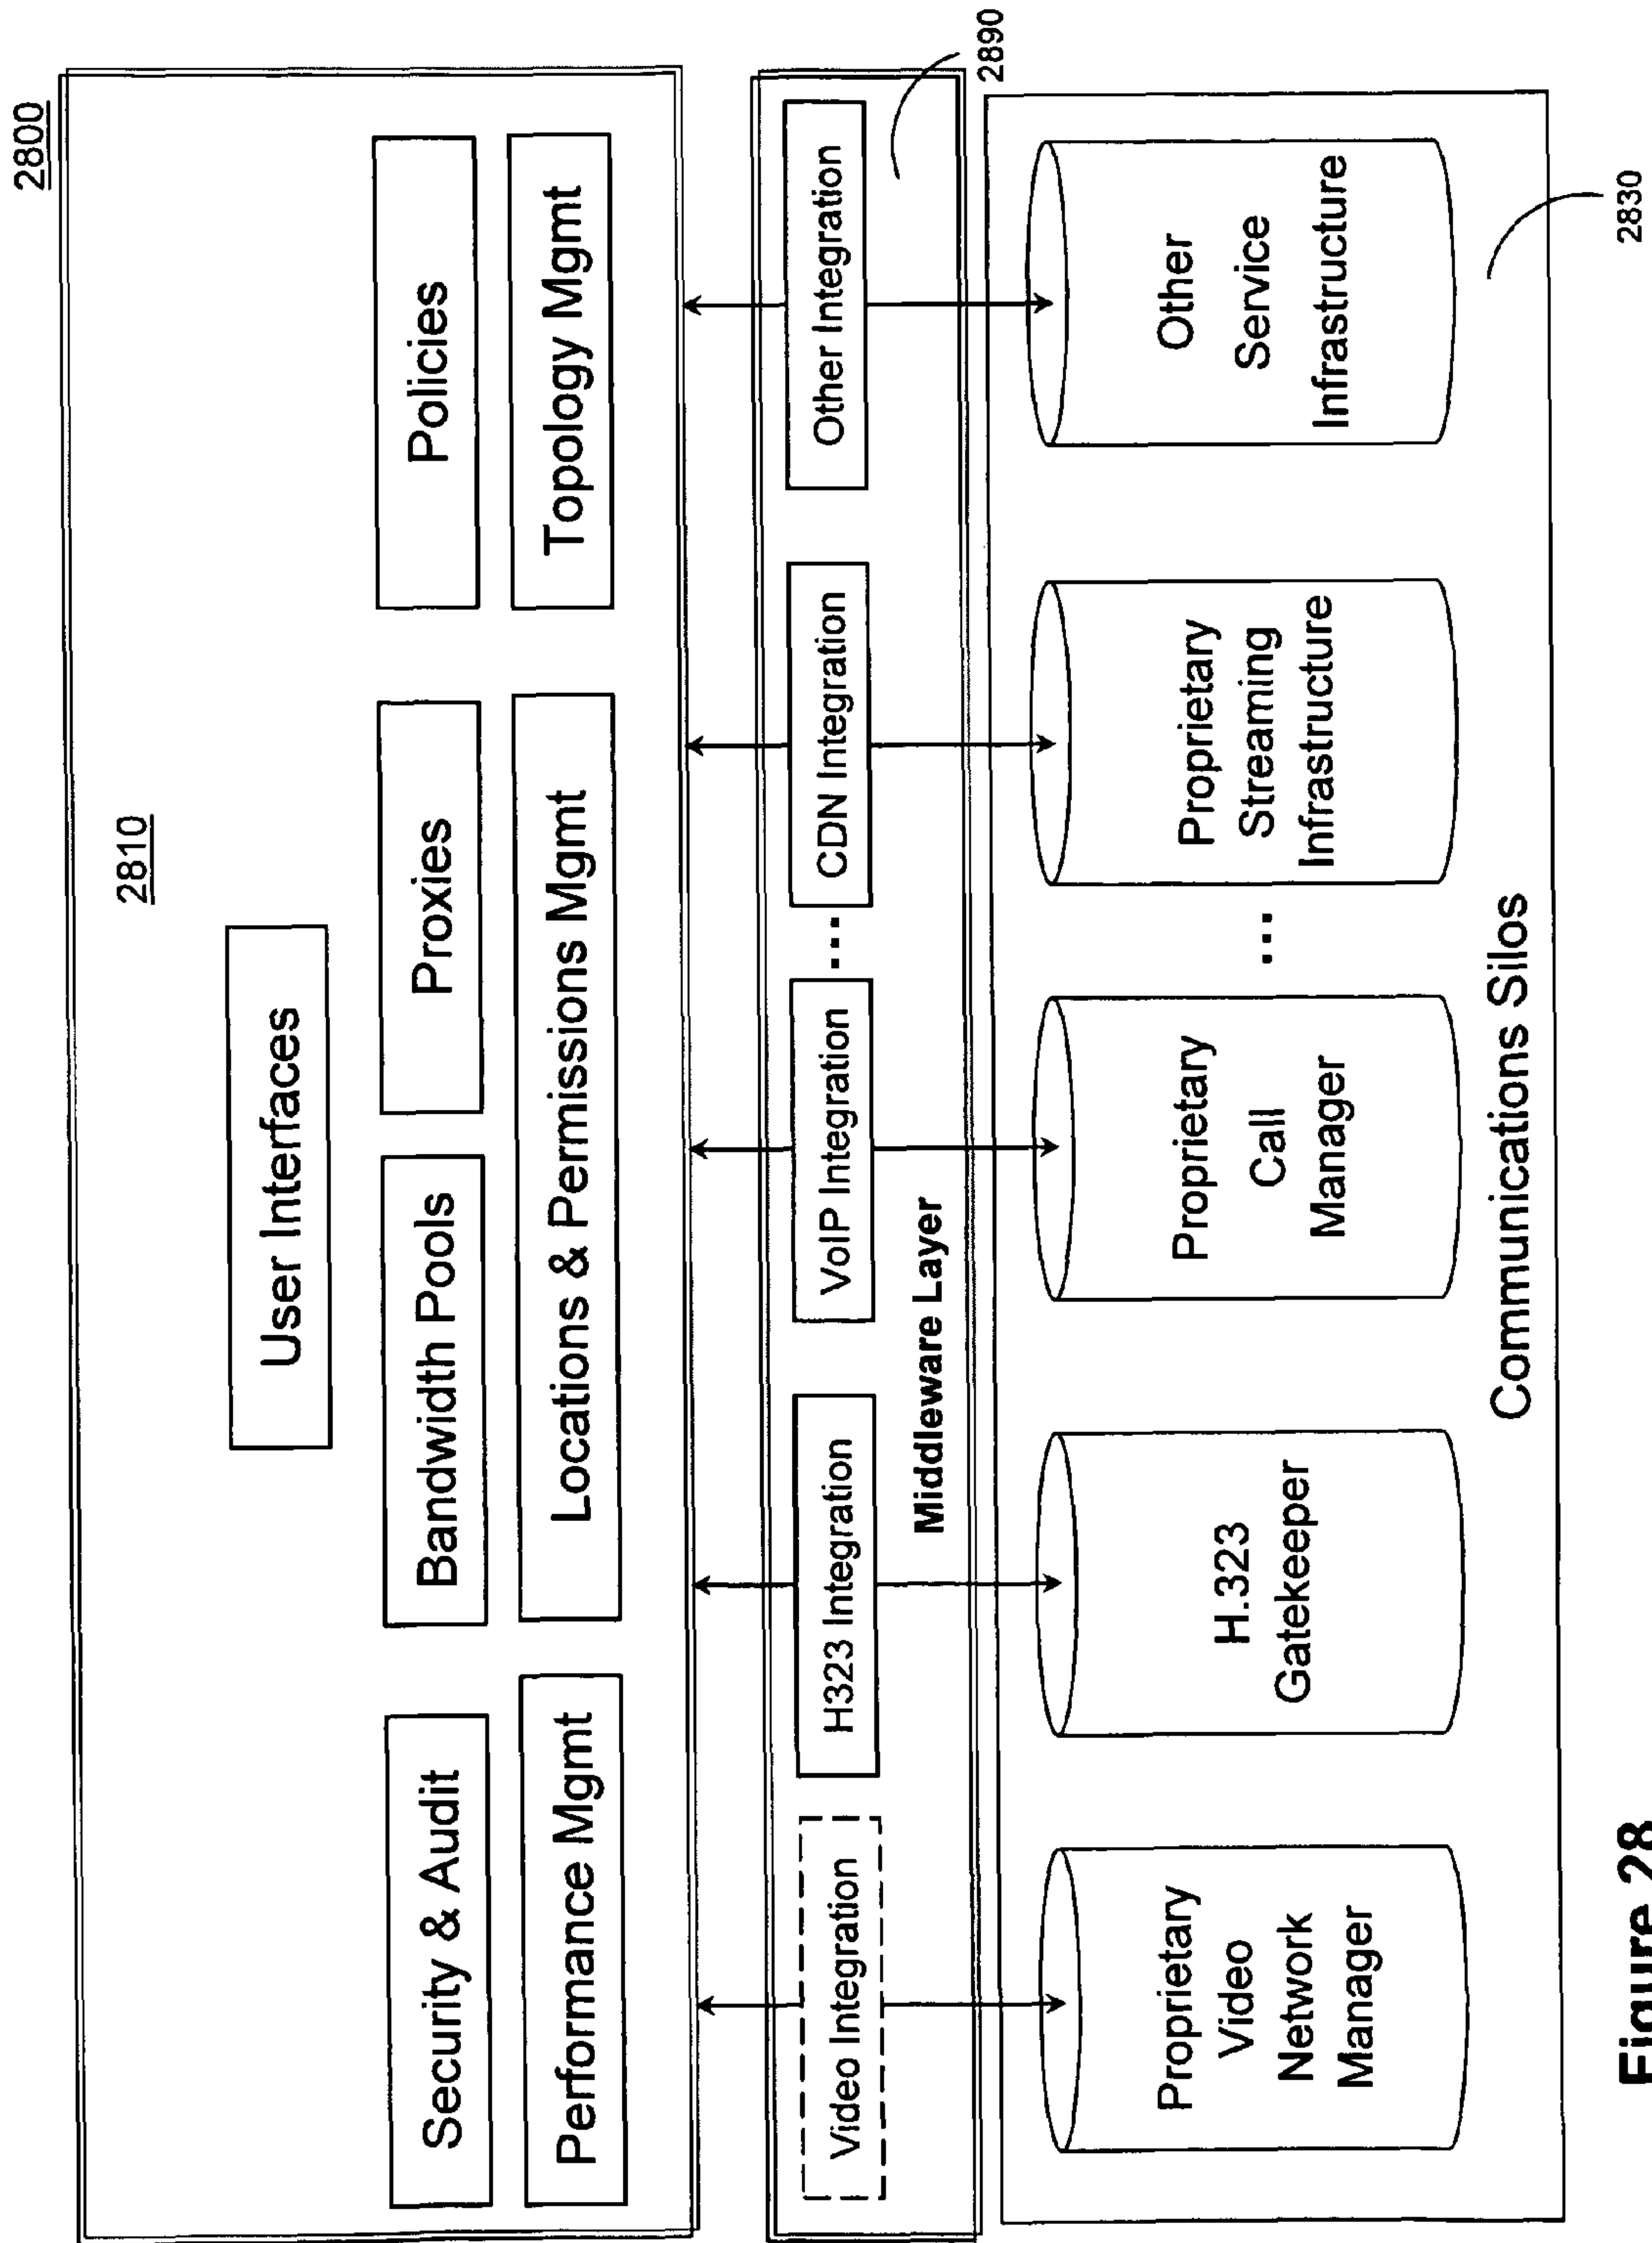 2800
2810
User Interfaces
Security & Audit
Bandwidth Pools
Proxies
Policies
Performance Mgmt
Locations & Permissions Mgmt
Topology Mgmt
Video Integration
H323 Integration
VoIP Integration
...
CDN Integration
Other Integration
Middleware Layer
2890
Proprietary
Video
Network
Manager
H.323
Gatekeeper
Proprietary
Call
Manager
...
Proprietary
Streaming
Infrastructure
Other
Service
Infrastructure
Communications Silos
2830
Figure 28